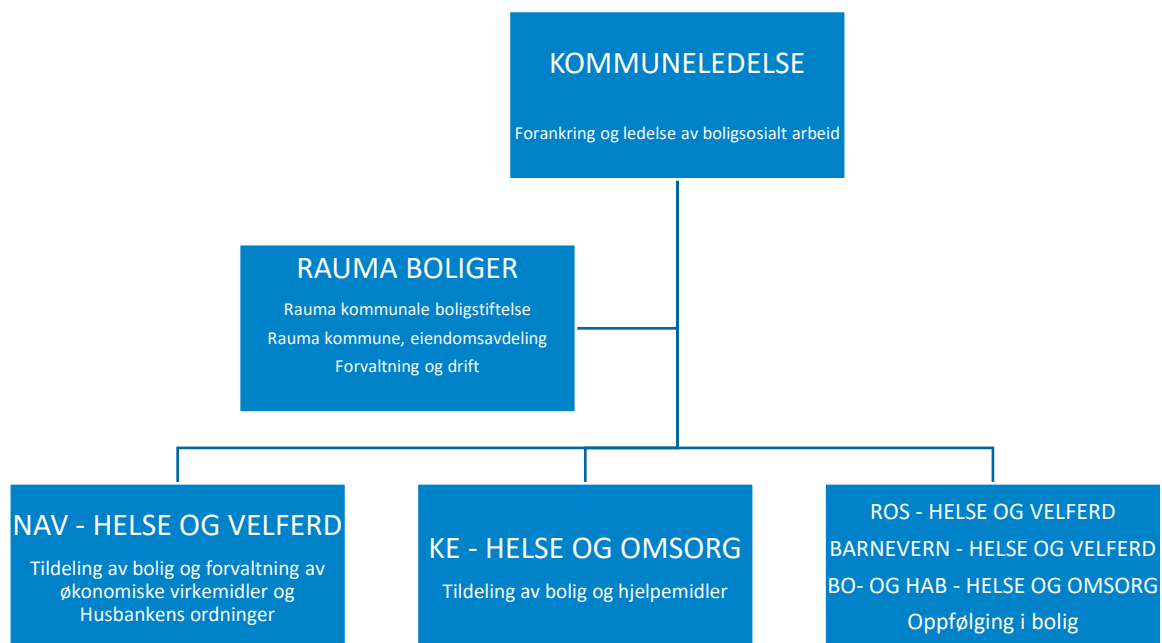 KOMMUNELEDELSE
Forankring og ledelse av boligsosialt arbeid
RAUMA BOLIGER
Rauma kommunale boligstiftelse
Rauma kommune, eiendomsavdeling
Forvaltning og drift
NAV - HELSE OG VELFERD
Tildeling av bolig og forvaltning av
økonomiske virkemidler og
Husbankens ordninger
KE - HELSE OG OMSORG
Tildeling av bolig og hjelpemidler
ROS - HELSE OG VELFERD
BARNEVERN - HELSE OG VELFERD
BO- OG HAB - HELSE OG OMSORG
Oppfølging i bolig